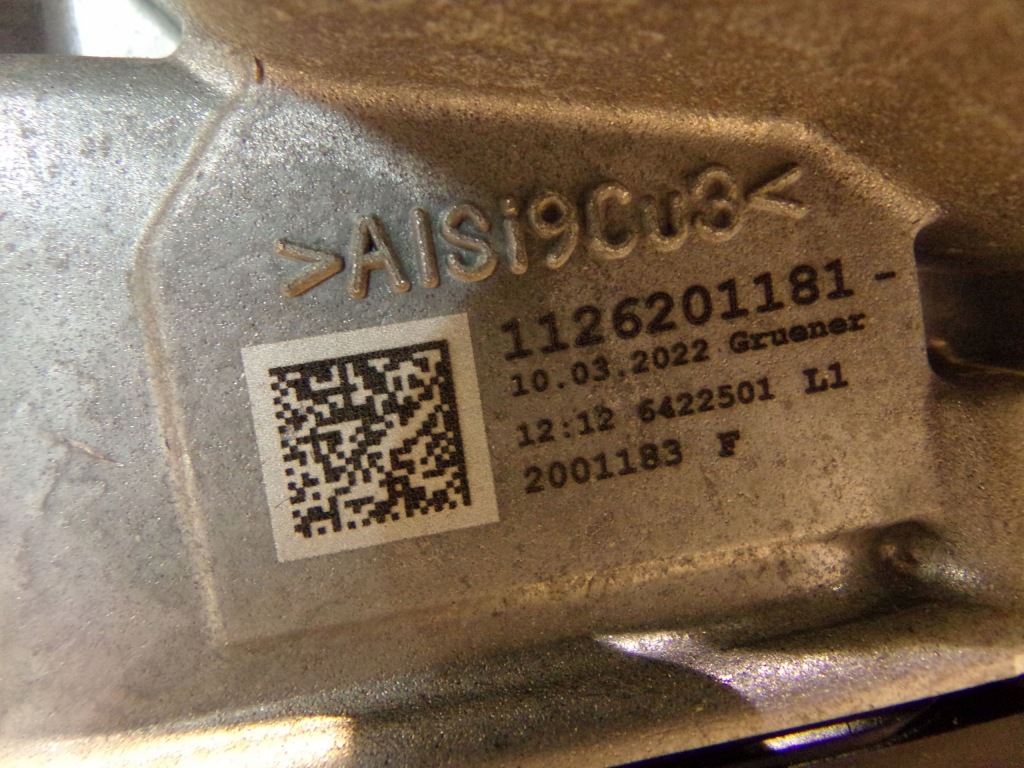 >AlSi9Cu3<
1126201181 -
10.03.2022 Gruener
12:12 6422501 L1
2001183 F